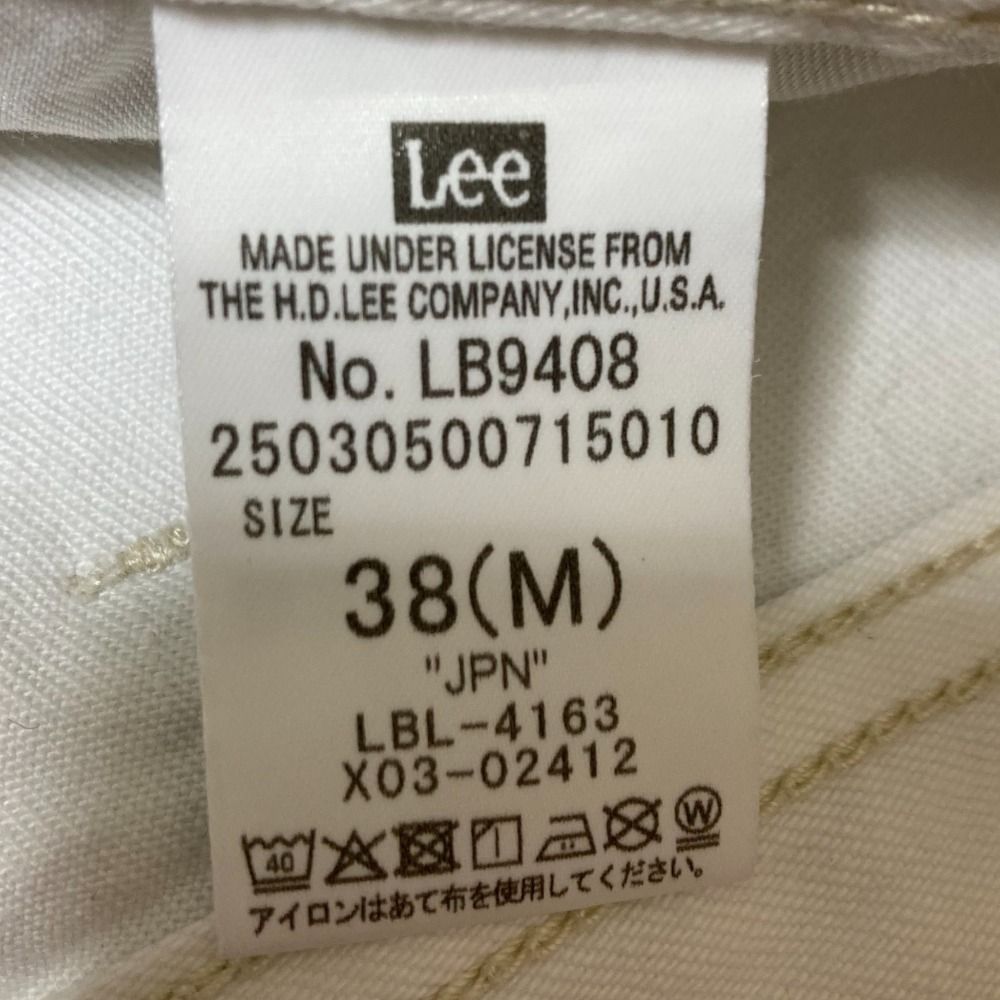 Lee
MADE UNDER LICENSE FROM
THE H.D.LEE COMPANY,INC.,U.S.A.
No. LB9408
25030500715010
SIZE
38(M)
"JPN"
LBL-4163
X03-02412
40 W
アイロンはあて布を使用してください。